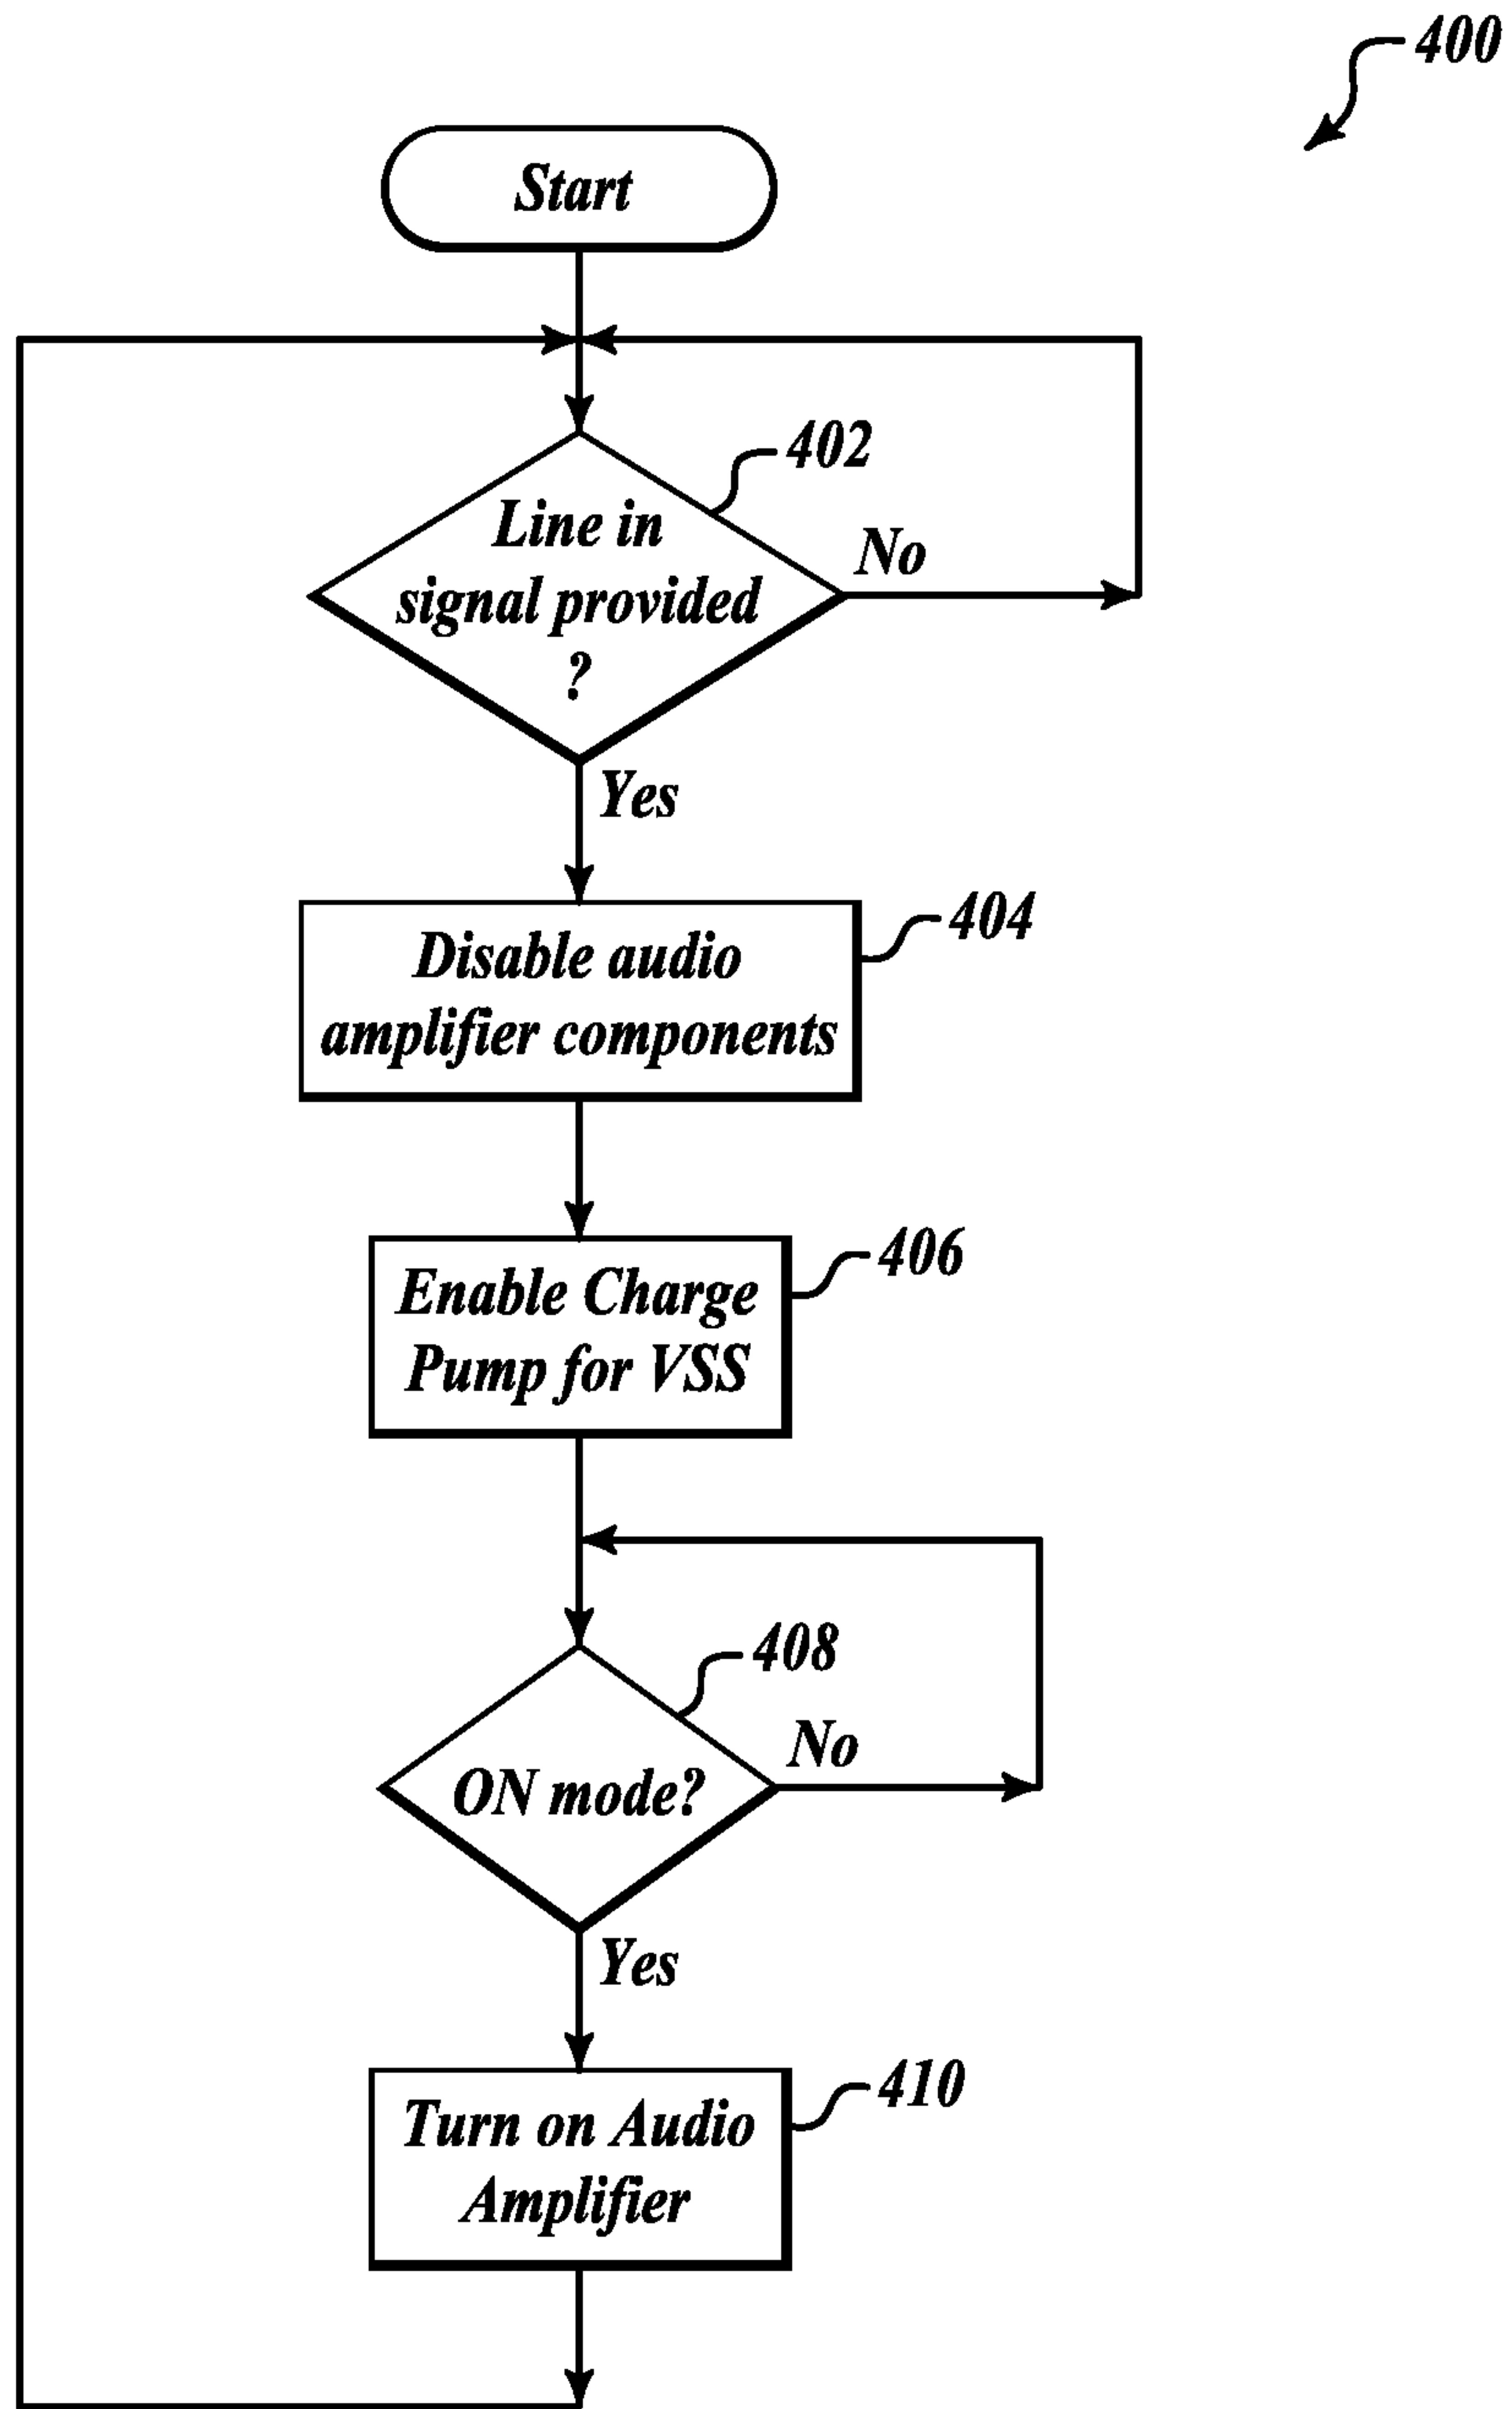 400
Start
402
Line in
signal provided
?
No
Yes
404
Disable audio
amplifier components
406
Enable Charge
Pump for VSS
408
ON mode?
No
Yes
410
Turn on Audio
Amplifier